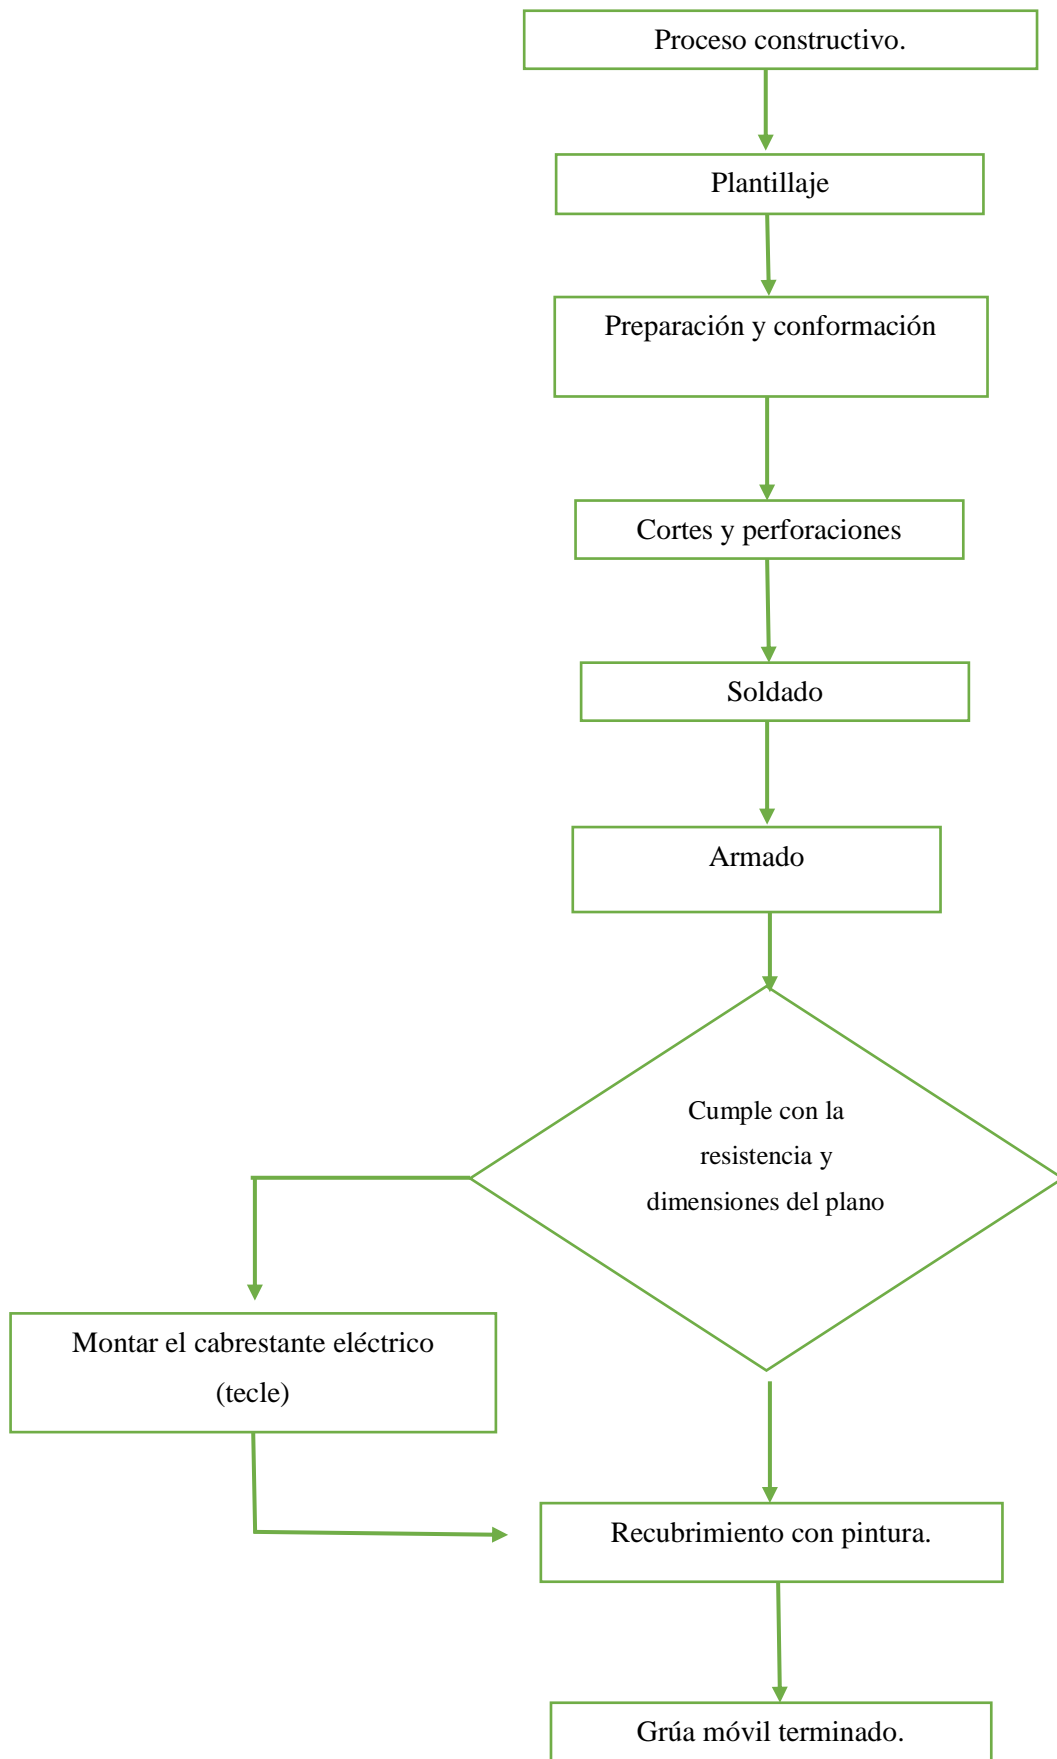 Proceso constructivo.
Plantillaje
Preparación y conformación
Cortes y perforaciones
Soldado
Armado
Cumple con la
resistencia y
dimensiones del plano
Montar el cabrestante eléctrico
(tecle)
Recubrimiento con pintura.
Grúa móvil terminado.